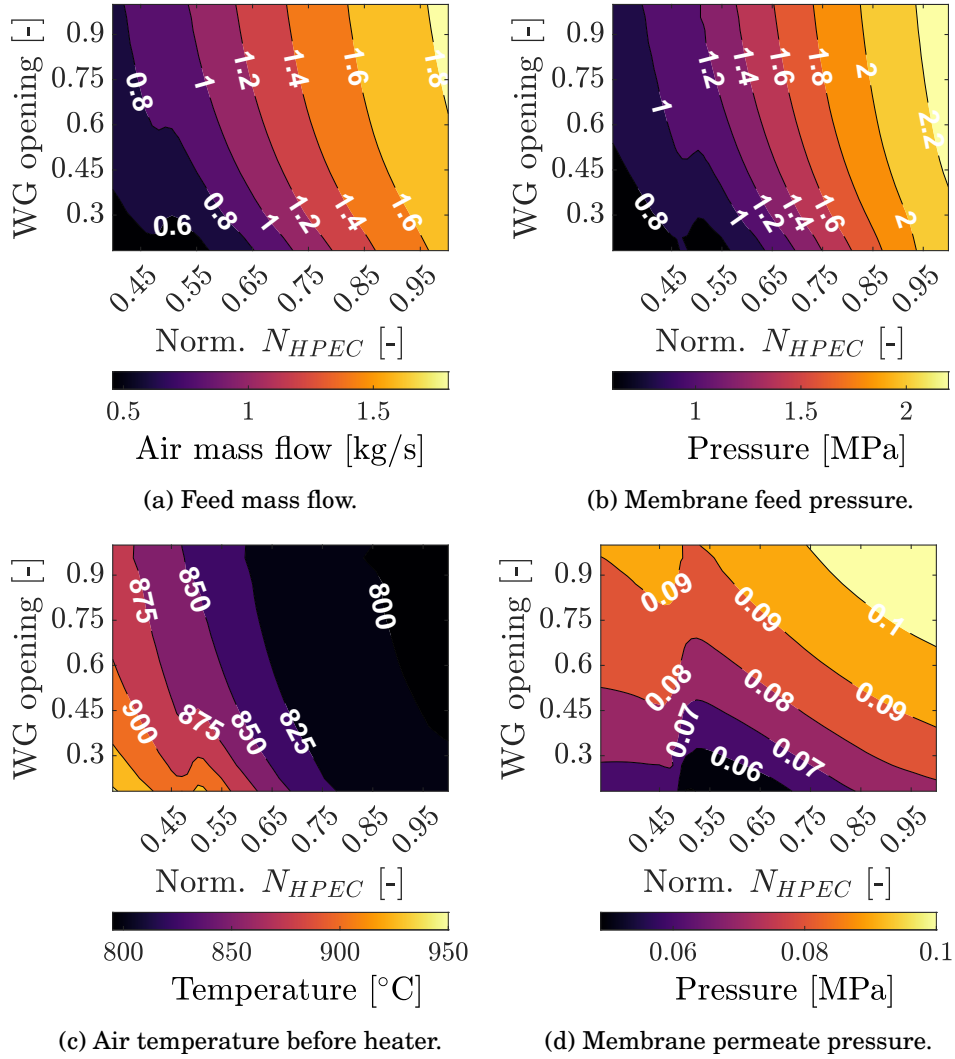 WG opening [-]
0.9
0.75
0.6
0.45
0.3
0.8
1
1.2
1.4
1.6
1.8
0.6
0.8
1
1.2
1.4
1.6
0.45 0.55 0.65 0.75 0.85 0.95
Norm. N_HPEC [-]
0.5 1 1.5
Air mass flow [kg/s]
(a) Feed mass flow.
WG opening [-]
0.9
0.75
0.6
0.45
0.3
1
1.2
1.4
1.6
1.8
2
2.2
0.8
1
1.2
1.4
1.6
2
0.45 0.55 0.65 0.75 0.85 0.95
Norm. N_HPEC [-]
1 1.5 2
Pressure [MPa]
(b) Membrane feed pressure.
WG opening [-]
0.9
0.75
0.6
0.45
0.3
875
850
800
900
875
850
825
0.45 0.55 0.65 0.75 0.85 0.95
Norm. N_HPEC [-]
800 850 900 950
Temperature [°C]
(c) Air temperature before heater.
WG opening [-]
0.9
0.75
0.6
0.45
0.3
0.09
0.09
0.1
0.08
0.08
0.09
0.07
0.06
0.07
0.45 0.55 0.65 0.75 0.85 0.95
Norm. N_HPEC [-]
0.06 0.08 0.1
Pressure [MPa]
(d) Membrane permeate pressure.